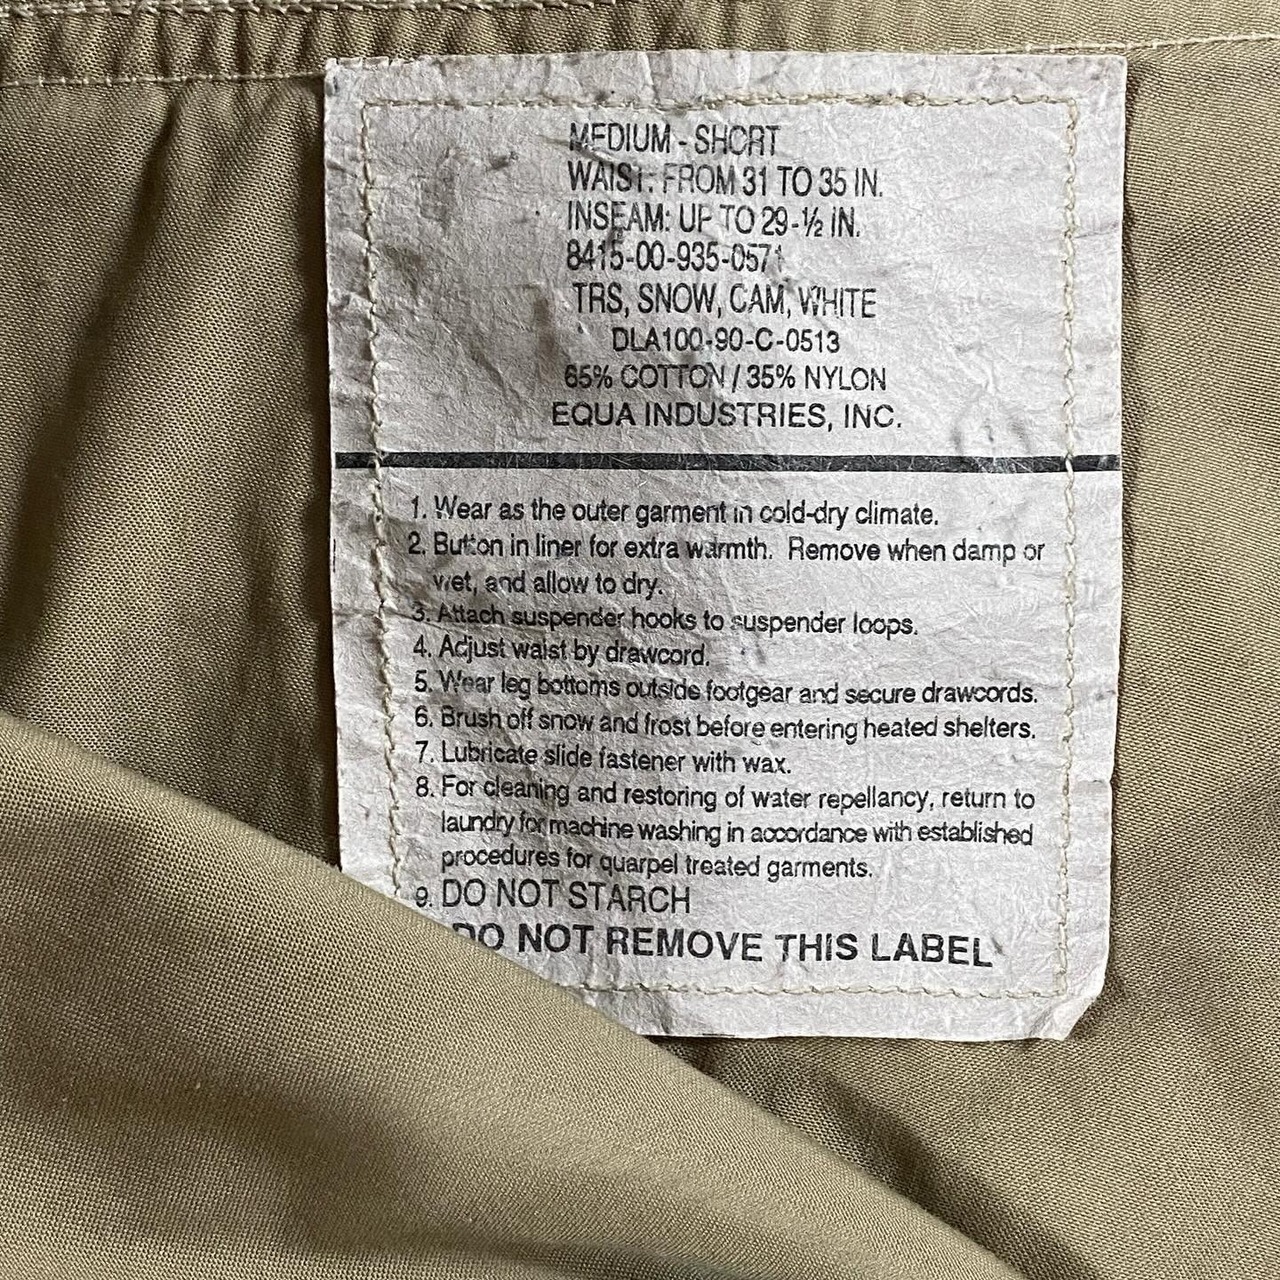 MEDIUM - SHORT
WAIST: FROM 31 TO 35 IN.
INSEAM: UP TO 29-½ IN.
8415-00-935-0571
TRS, SNOW, CAM, WHITE
DLA100-90-C-0513
65% COTTON / 35% NYLON
EQUA INDUSTRIES, INC.
1. Wear as the outer garment in cold-dry climate.
2. Button in liner for extra warmth. Remove when damp or
wet, and allow to dry.
3. Attach suspender hooks to suspender loops.
4. Adjust waist by drawcord.
5. Wear leg bottoms outside footgear and secure drawcords.
6. Brush off snow and frost before entering heated shelters.
7. Lubricate slide fastener with wax.
8. For cleaning and restoring of water repellancy, return to
laundry for machine washing in accordance with established
procedures for quarpel treated garments.
9. DO NOT STARCH
DO NOT REMOVE THIS LABEL